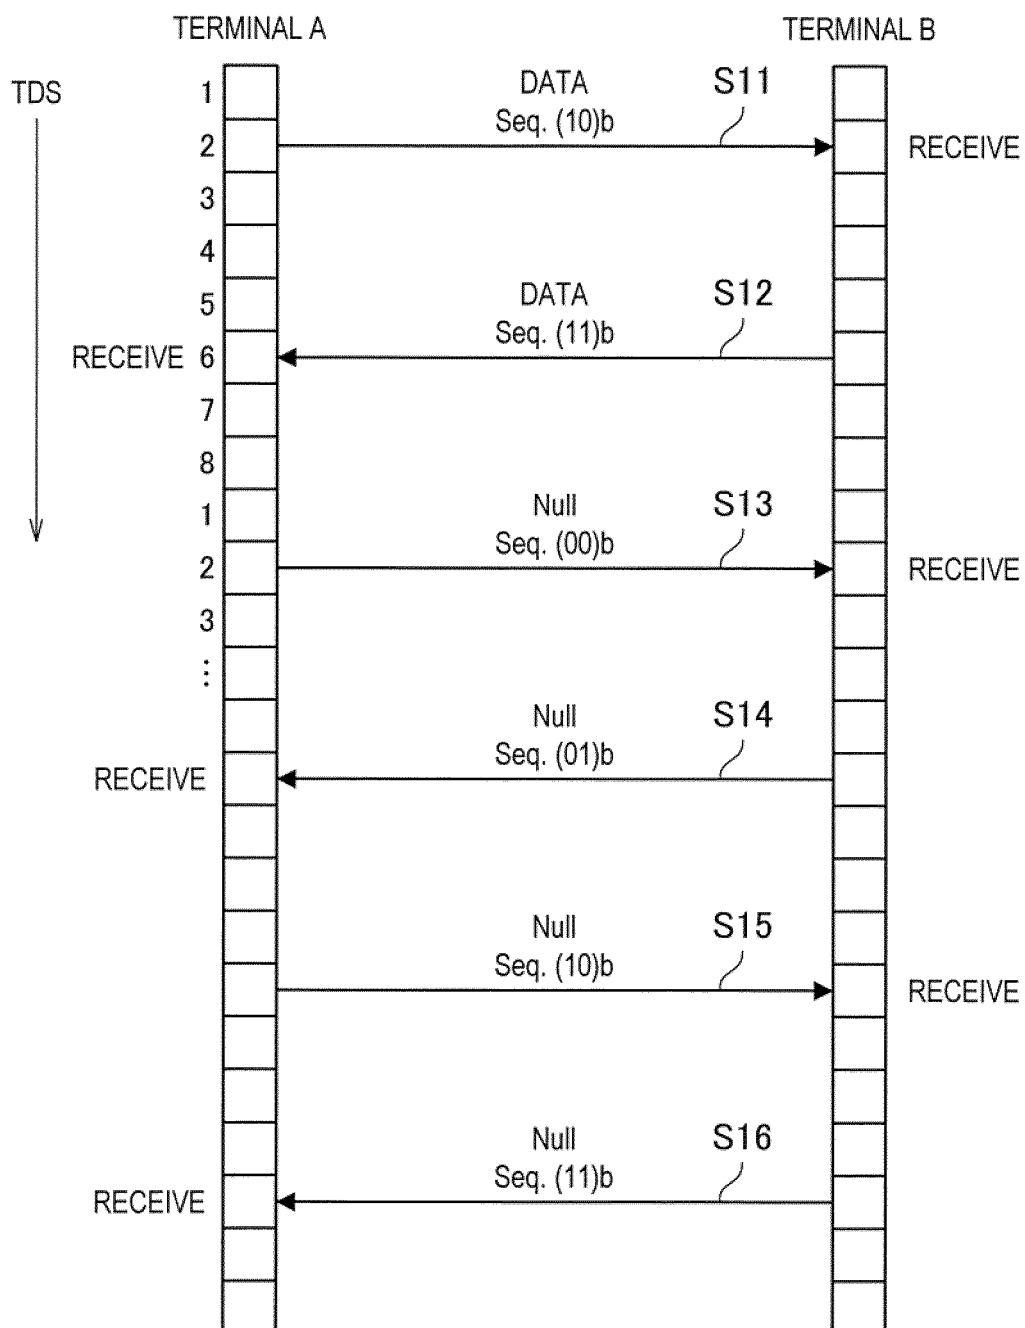 TERMINAL A
TERMINAL B
TDS
1
DATA
S11
Seq. (10)b
2
RECEIVE
3
4
5
DATA
S12
Seq. (11)b
RECEIVE 6
7
8
1
Null
S13
Seq. (00)b
2
RECEIVE
3
⋮
Null
S14
Seq. (01)b
RECEIVE
Null
S15
Seq. (10)b
RECEIVE
Null
S16
Seq. (11)b
RECEIVE